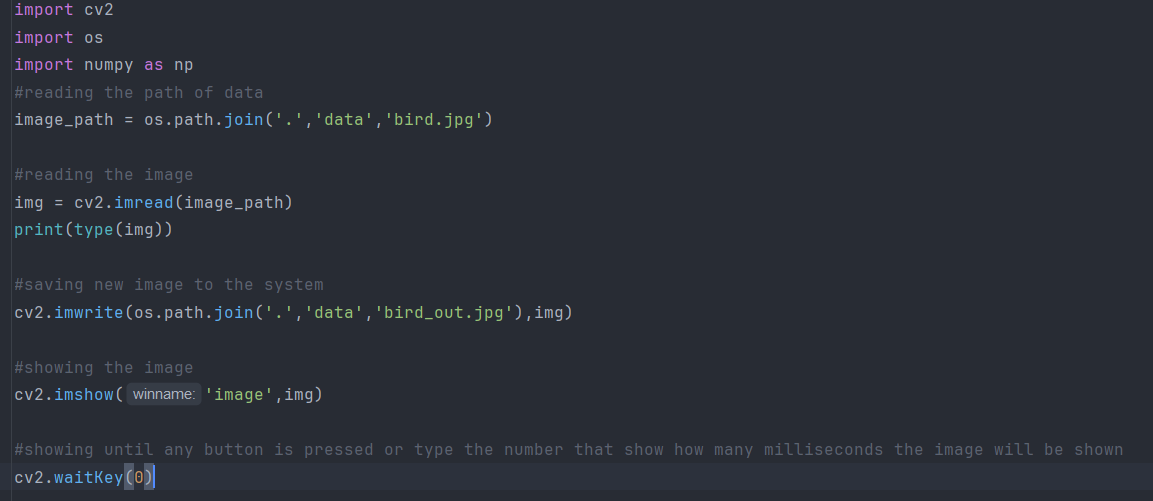 import cv2
import os
import numpy as np
#reading the path of data
image_path = os.path.join('.','data','bird.jpg')
#reading the image
img = cv2.imread(image_path)
print(type(img))
#saving new image to the system
cv2.imwrite(os.path.join('.','data','bird_out.jpg'),img)
#showing the image
cv2.imshow( winname: 'image',img)
#showing until any button is pressed or type the number that show how many milliseconds the image will be shown
cv2.waitKey(0)